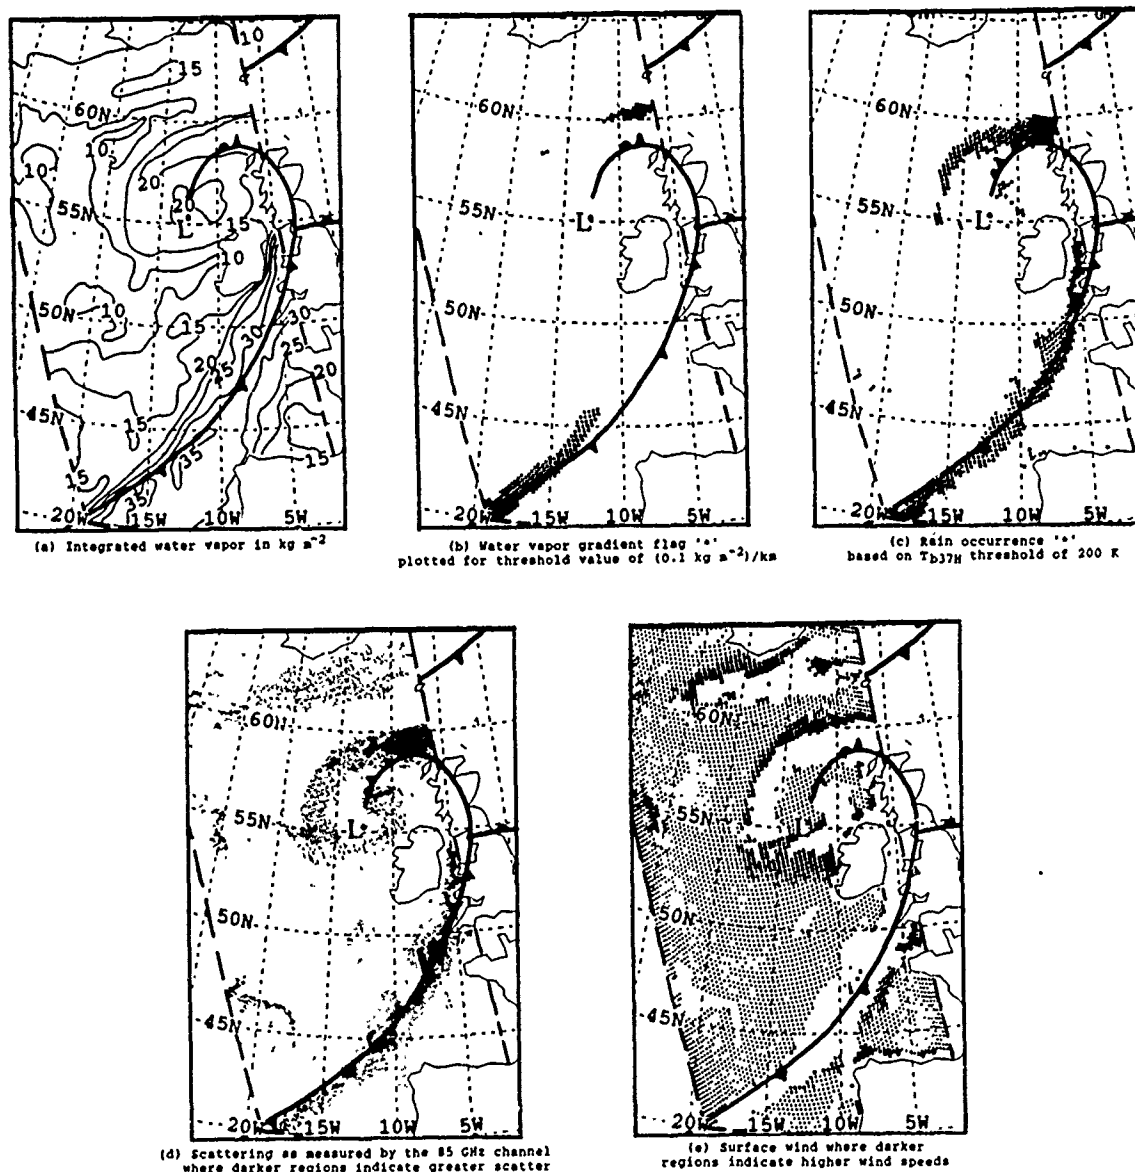 10
15
60N
10
10
20
20
55N
15
L
10
50N
10
15
30
30
20
25
25
20
45N
15
15
35
15
35
20W
15W
10W
5W
(a) Integrated water vapor in kg m-2
60N
55N
L
50N
45N
20W
15W
10W
5W
(b) Water vapor gradient flag '*'
plotted for threshold value of (0.1 kg m-2)/km
60N
55N
L
50N
45N
20W
15W
10W
5W
(c) Rain occurrence '*'
based on Tb37H threshold of 200 K
60N
55N
L
50N
45N
20W
15W
10W
5W
(d) Scattering as measured by the 85 GHz channel
where darker regions indicate greater scatter
60N
55N
L
50N
45N
20W
15W
10W
5W
(e) Surface wind where darker
regions indicate higher wind speeds